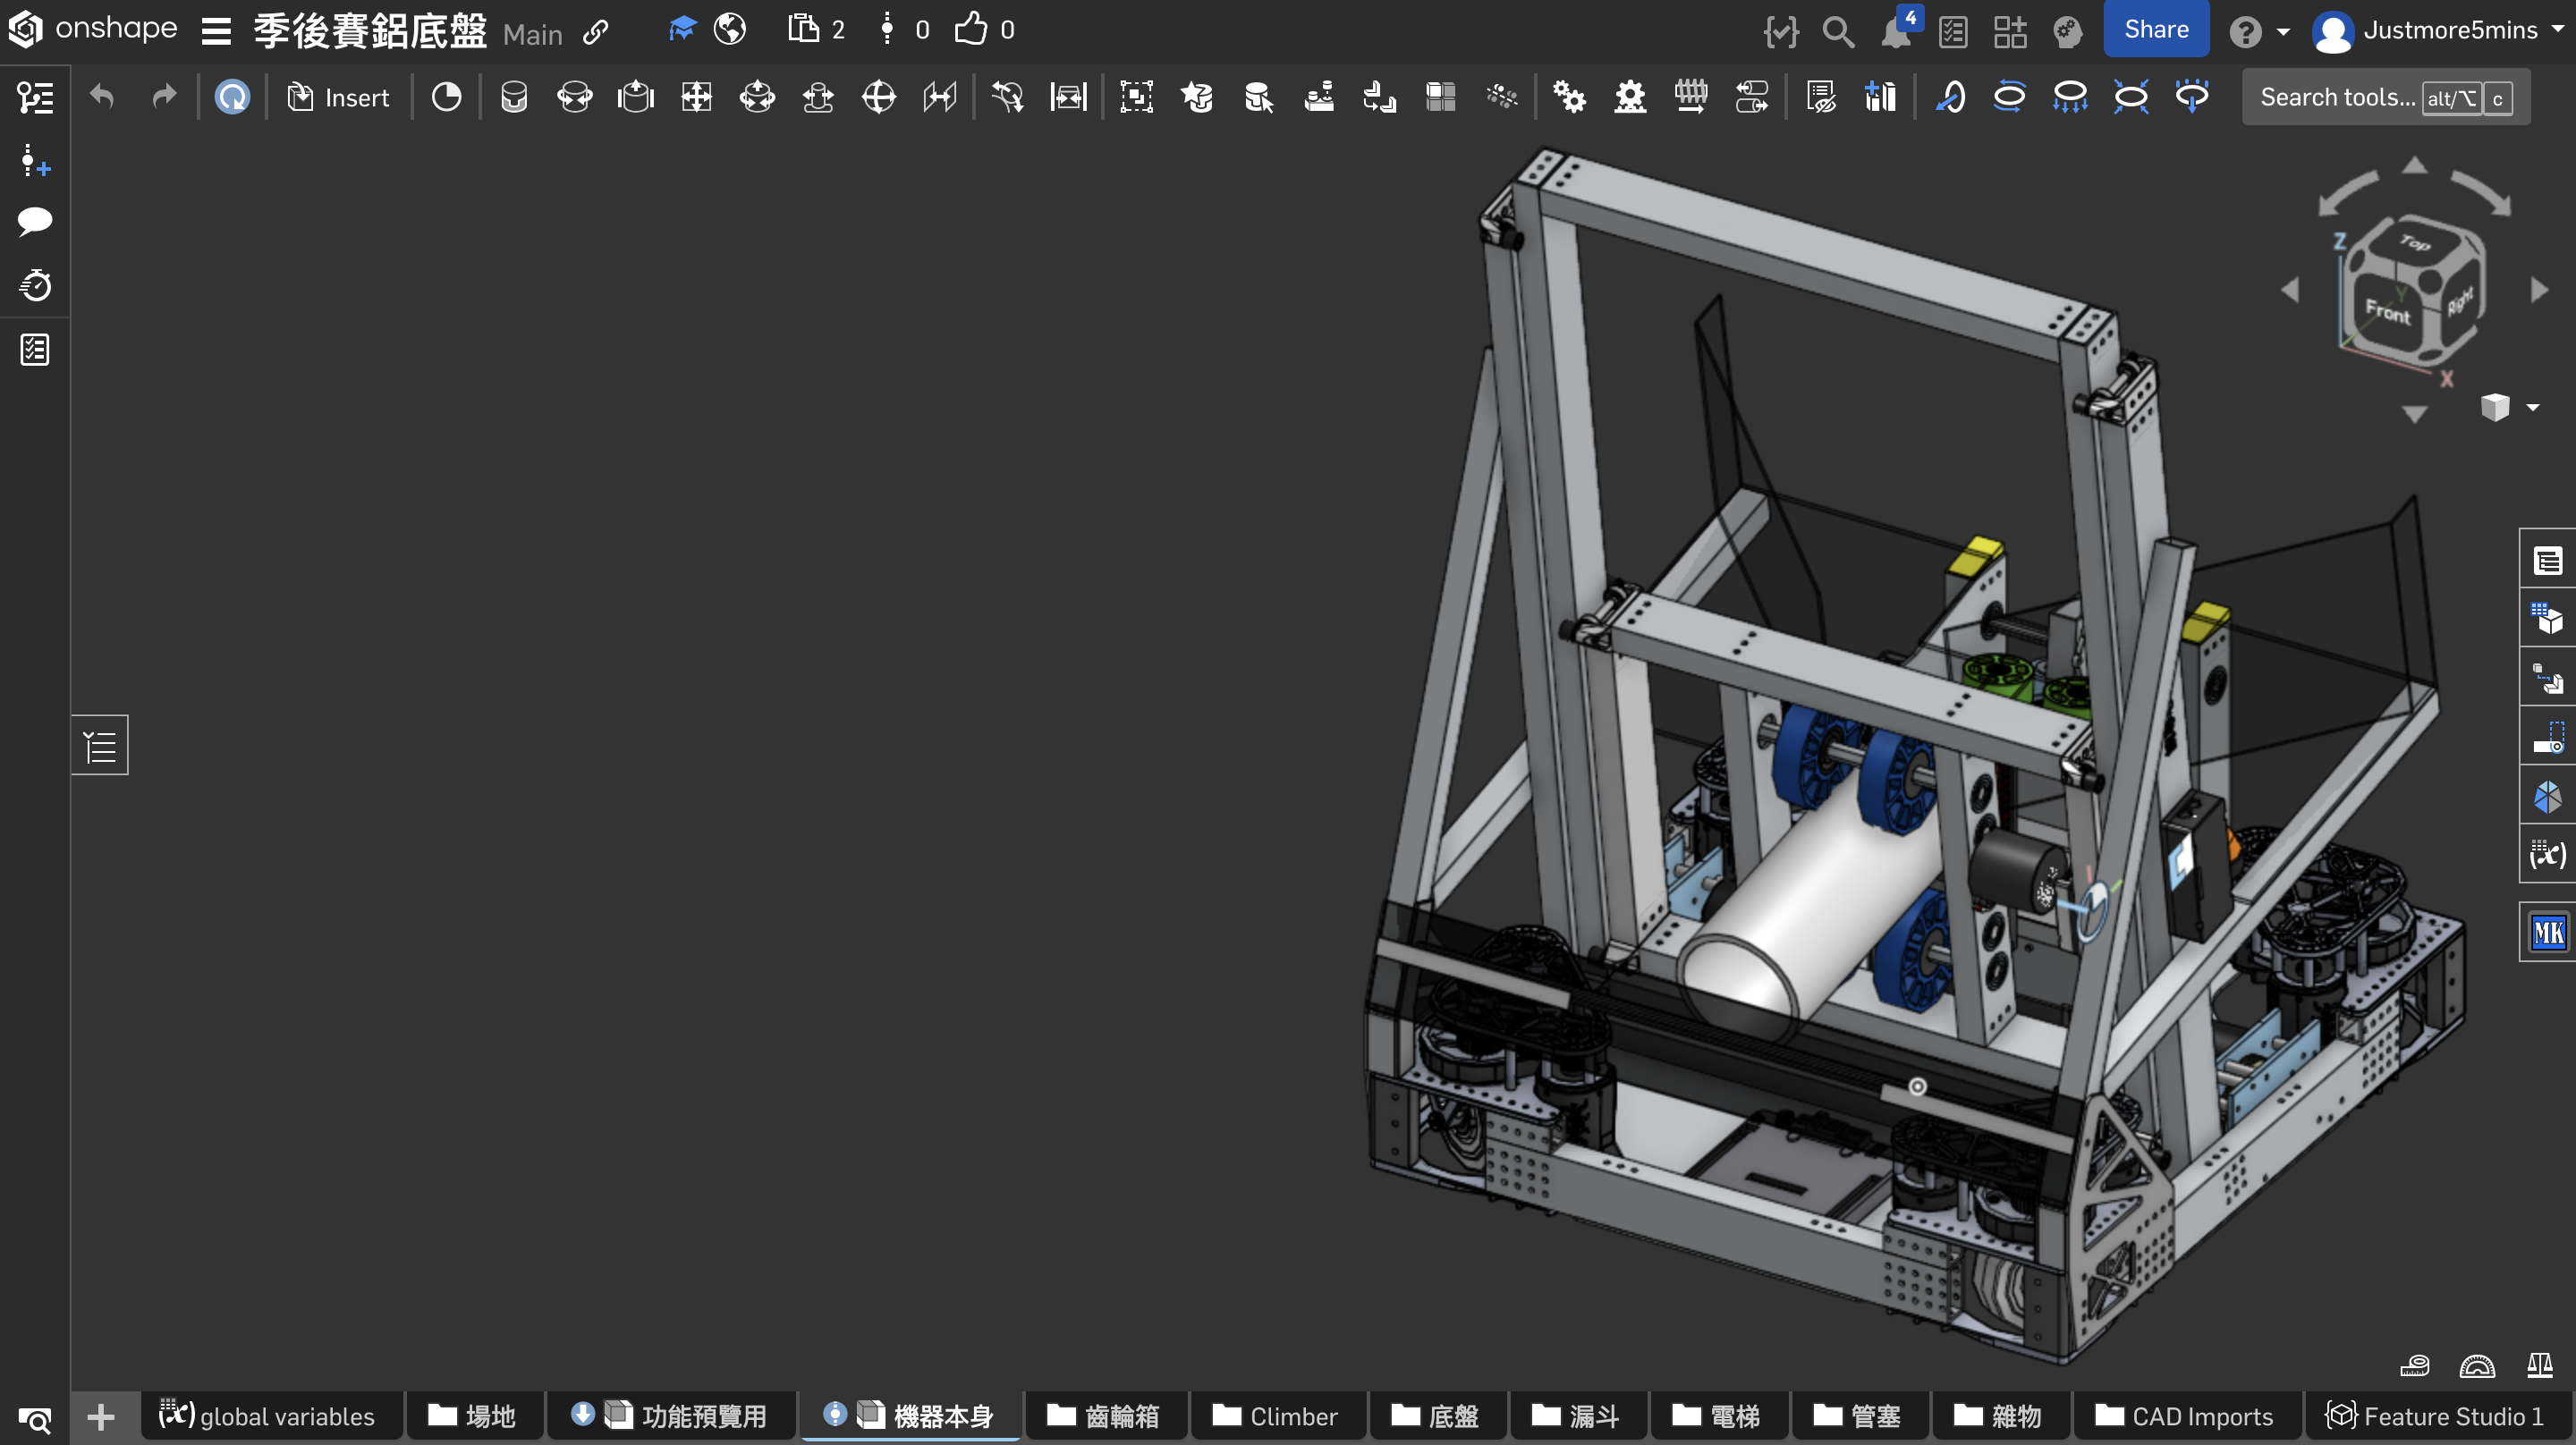 onshape 季後賽鋁底盤 Main 2 0 0 4 Share Justmore5mins
Insert Search tools... alt/⌥ c
Top
Z
Y
Front Right
X
(x)
MK
(x) global variables 場地 功能預覽用 機器本身 齒輪箱 Climber 底盤 漏斗 電梯 管塞 雜物 CAD Imports Feature Studio 1